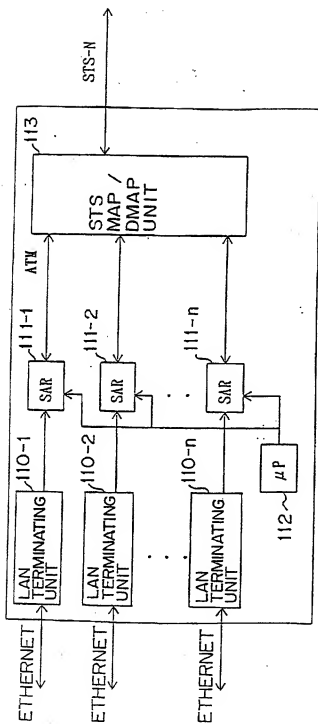 ETHERNET
110-1
LAN
TERMINATING
UNIT
111-1
SAR
ATM
113
STS
MAP /
DMAP
UNIT
STS-N
ETHERNET
110-2
LAN
TERMINATING
UNIT
111-2
SAR
. . .
. .
ETHERNET
110-n
LAN
TERMINATING
UNIT
111-n
SAR
μP
112